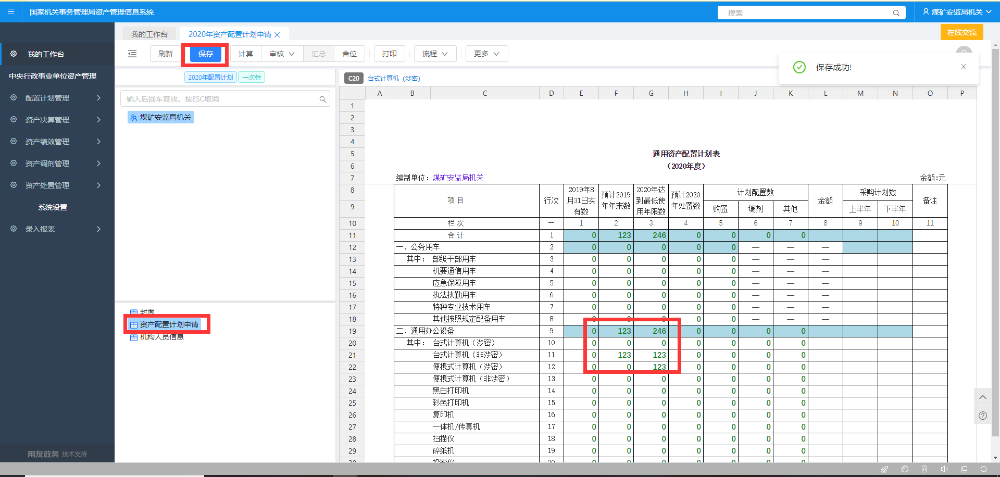 国家机关事务管理局资产管理信息系统
搜索
煤矿安监局机关
我的工作台
2020年资产配置计划申请
在线交流
刷新 保存 计算 审核 汇总 舍位 打印 流程 更多
保存成功!
我的工作台
中央行政事业单位资产管理
配置计划管理
资产决算管理
资产绩效管理
资产调剂管理
资产处置管理
系统设置
录入报表
用友政务 技术支持
2020年配置计划 一次性
输入后回车查找，按ESC取消
煤矿安监局机关
封面
资产配置计划申请
机构人员信息
C20 台式计算机（涉密）
A B C D E F G H I J K L M N O P
1
2
3
4
5 通用资产配置计划表
6 （2020年度）
7 编制单位：煤矿安监局机关 金额:元
8 项 目 行次 2019年8月31日实有数 预计2019年年末数 2020年达到最低使用年限数 预计2020年处置数 计划配置数 金额 采购计划数 备注
9 购置 调剂 其他 上半年 下半年
10 栏 次 一 1 2 3 4 5 6 7 8 9 10 11
11 合 计 1 0 123 246 0 0 0 0
12 一、公务用车 2 0 0 0 0 0 — — —
13 其中： 部级干部用车 3 0 0 0 0 0 — — —
14 机要通信用车 4 0 0 0 0 0 — — —
15 应急保障用车 5 0 0 0 0 0 — — —
16 执法执勤用车 6 0 0 0 0 0 — — —
17 特种专业技术用车 7 0 0 0 0 0 — — —
18 其他按照规定配备用车 8 0 0 0 0 0 — — —
19 二、通用办公设备 9 0 123 246 0 0 0 0
20 其中： 台式计算机（涉密） 10 0 0 0 0 0 0 0
21 台式计算机（非涉密） 11 0 123 123 0 0 0 0
22 便携式计算机（涉密） 12 0 0 123 0 0 0 0
23 便携式计算机（非涉密） 13 0 0 0 0 0 0 0
24 黑白打印机 14 0 0 0 0 0 0 0
25 彩色打印机 15 0 0 0 0 0 0 0
26 复印机 16 0 0 0 0 0 0 0
27 一体机/传真机 17 0 0 0 0 0 0 0
28 扫描仪 18 0 0 0 0 0 0 0
29 碎纸机 19 0 0 0 0 0 0 0
30 投影仪 20 0 0 0 0 0 0 0